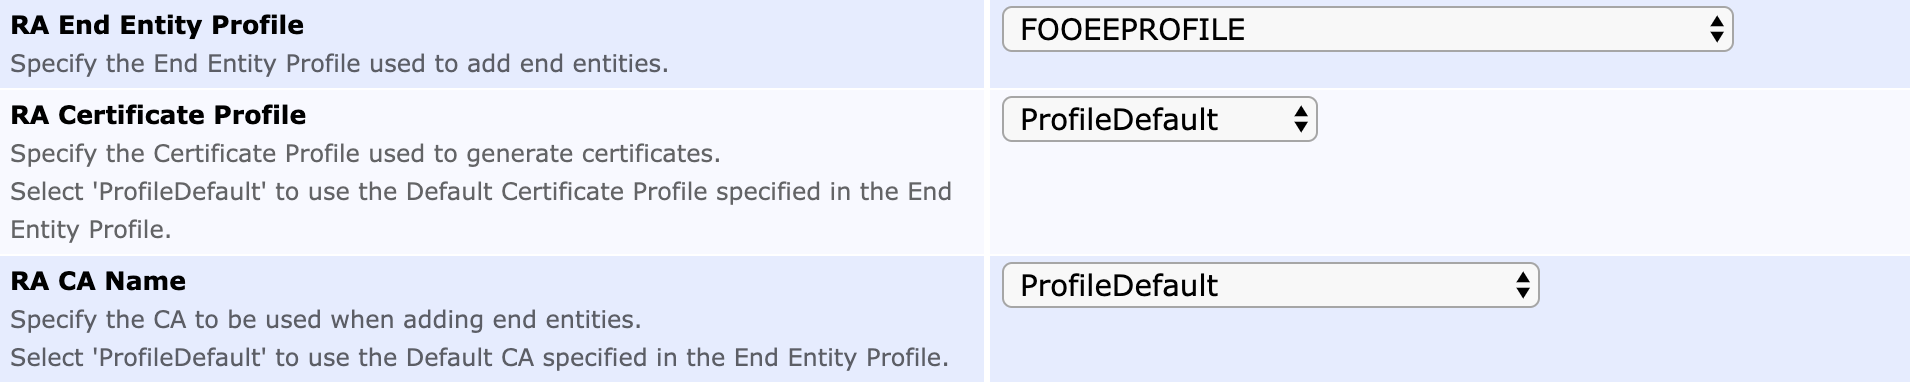 RA End Entity Profile
FOOEEPROFILE
Specify the End Entity Profile used to add end entities.
RA Certificate Profile
ProfileDefault
Specify the Certificate Profile used to generate certificates.
Select 'ProfileDefault' to use the Default Certificate Profile specified in the End
Entity Profile.
RA CA Name
ProfileDefault
Specify the CA to be used when adding end entities.
Select 'ProfileDefault' to use the Default CA specified in the End Entity Profile.